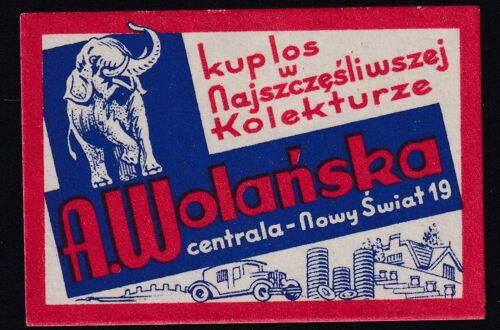 kup los
w
Najszczęśliwszej
Kolekturze
A.Wolańska
centrala - Nowy Świat 19